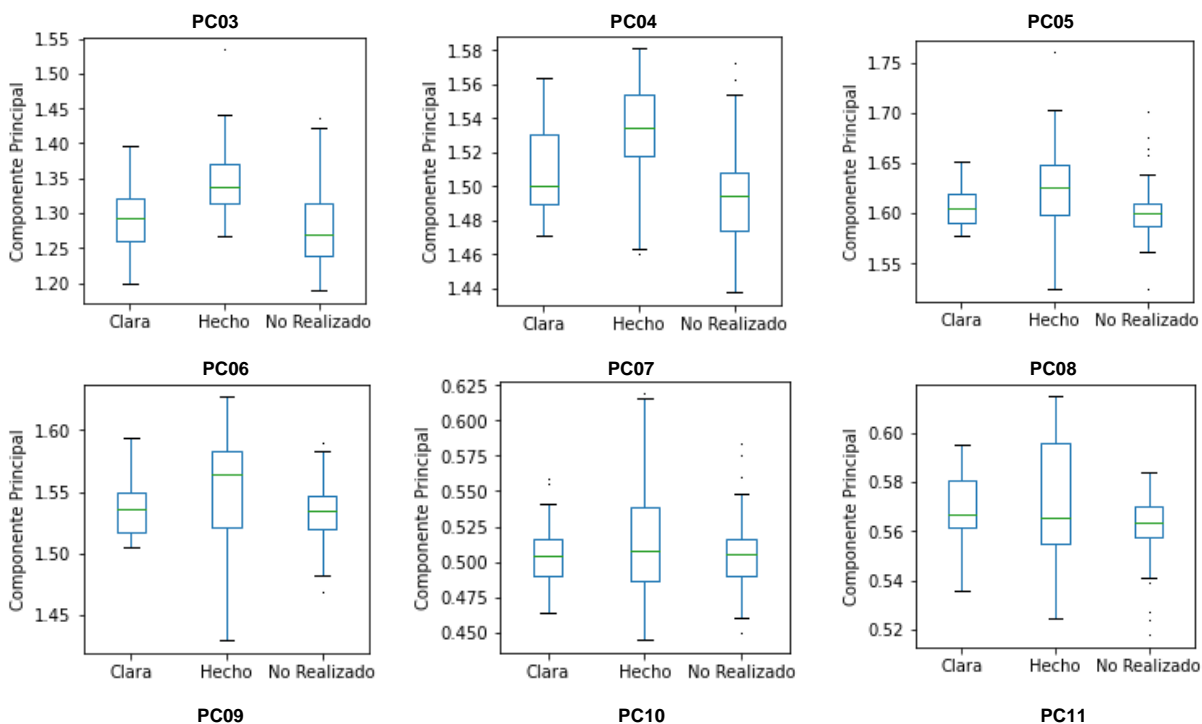 PC03 PC04 PC05
1.55
1.50
1.45
1.40
1.35
1.30
1.25
1.20
Componente Principal
Clara Hecho No Realizado
1.58
1.56
1.54
1.52
1.50
1.48
1.46
1.44
Componente Principal
Clara Hecho No Realizado
1.75
1.70
1.65
1.60
1.55
Componente Principal
Clara Hecho No Realizado
PC06 PC07 PC08
1.60
1.55
1.50
1.45
Componente Principal
Clara Hecho No Realizado
0.625
0.600
0.575
0.550
0.525
0.500
0.475
0.450
Componente Principal
Clara Hecho No Realizado
0.60
0.58
0.56
0.54
0.52
Componente Principal
Clara Hecho No Realizado
PC09 PC10 PC11